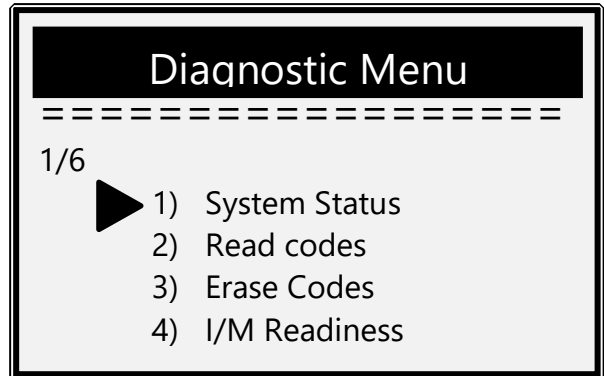 Diagnostic Menu
==================
1/6
1) System Status
2) Read codes
3) Erase Codes
4) I/M Readiness